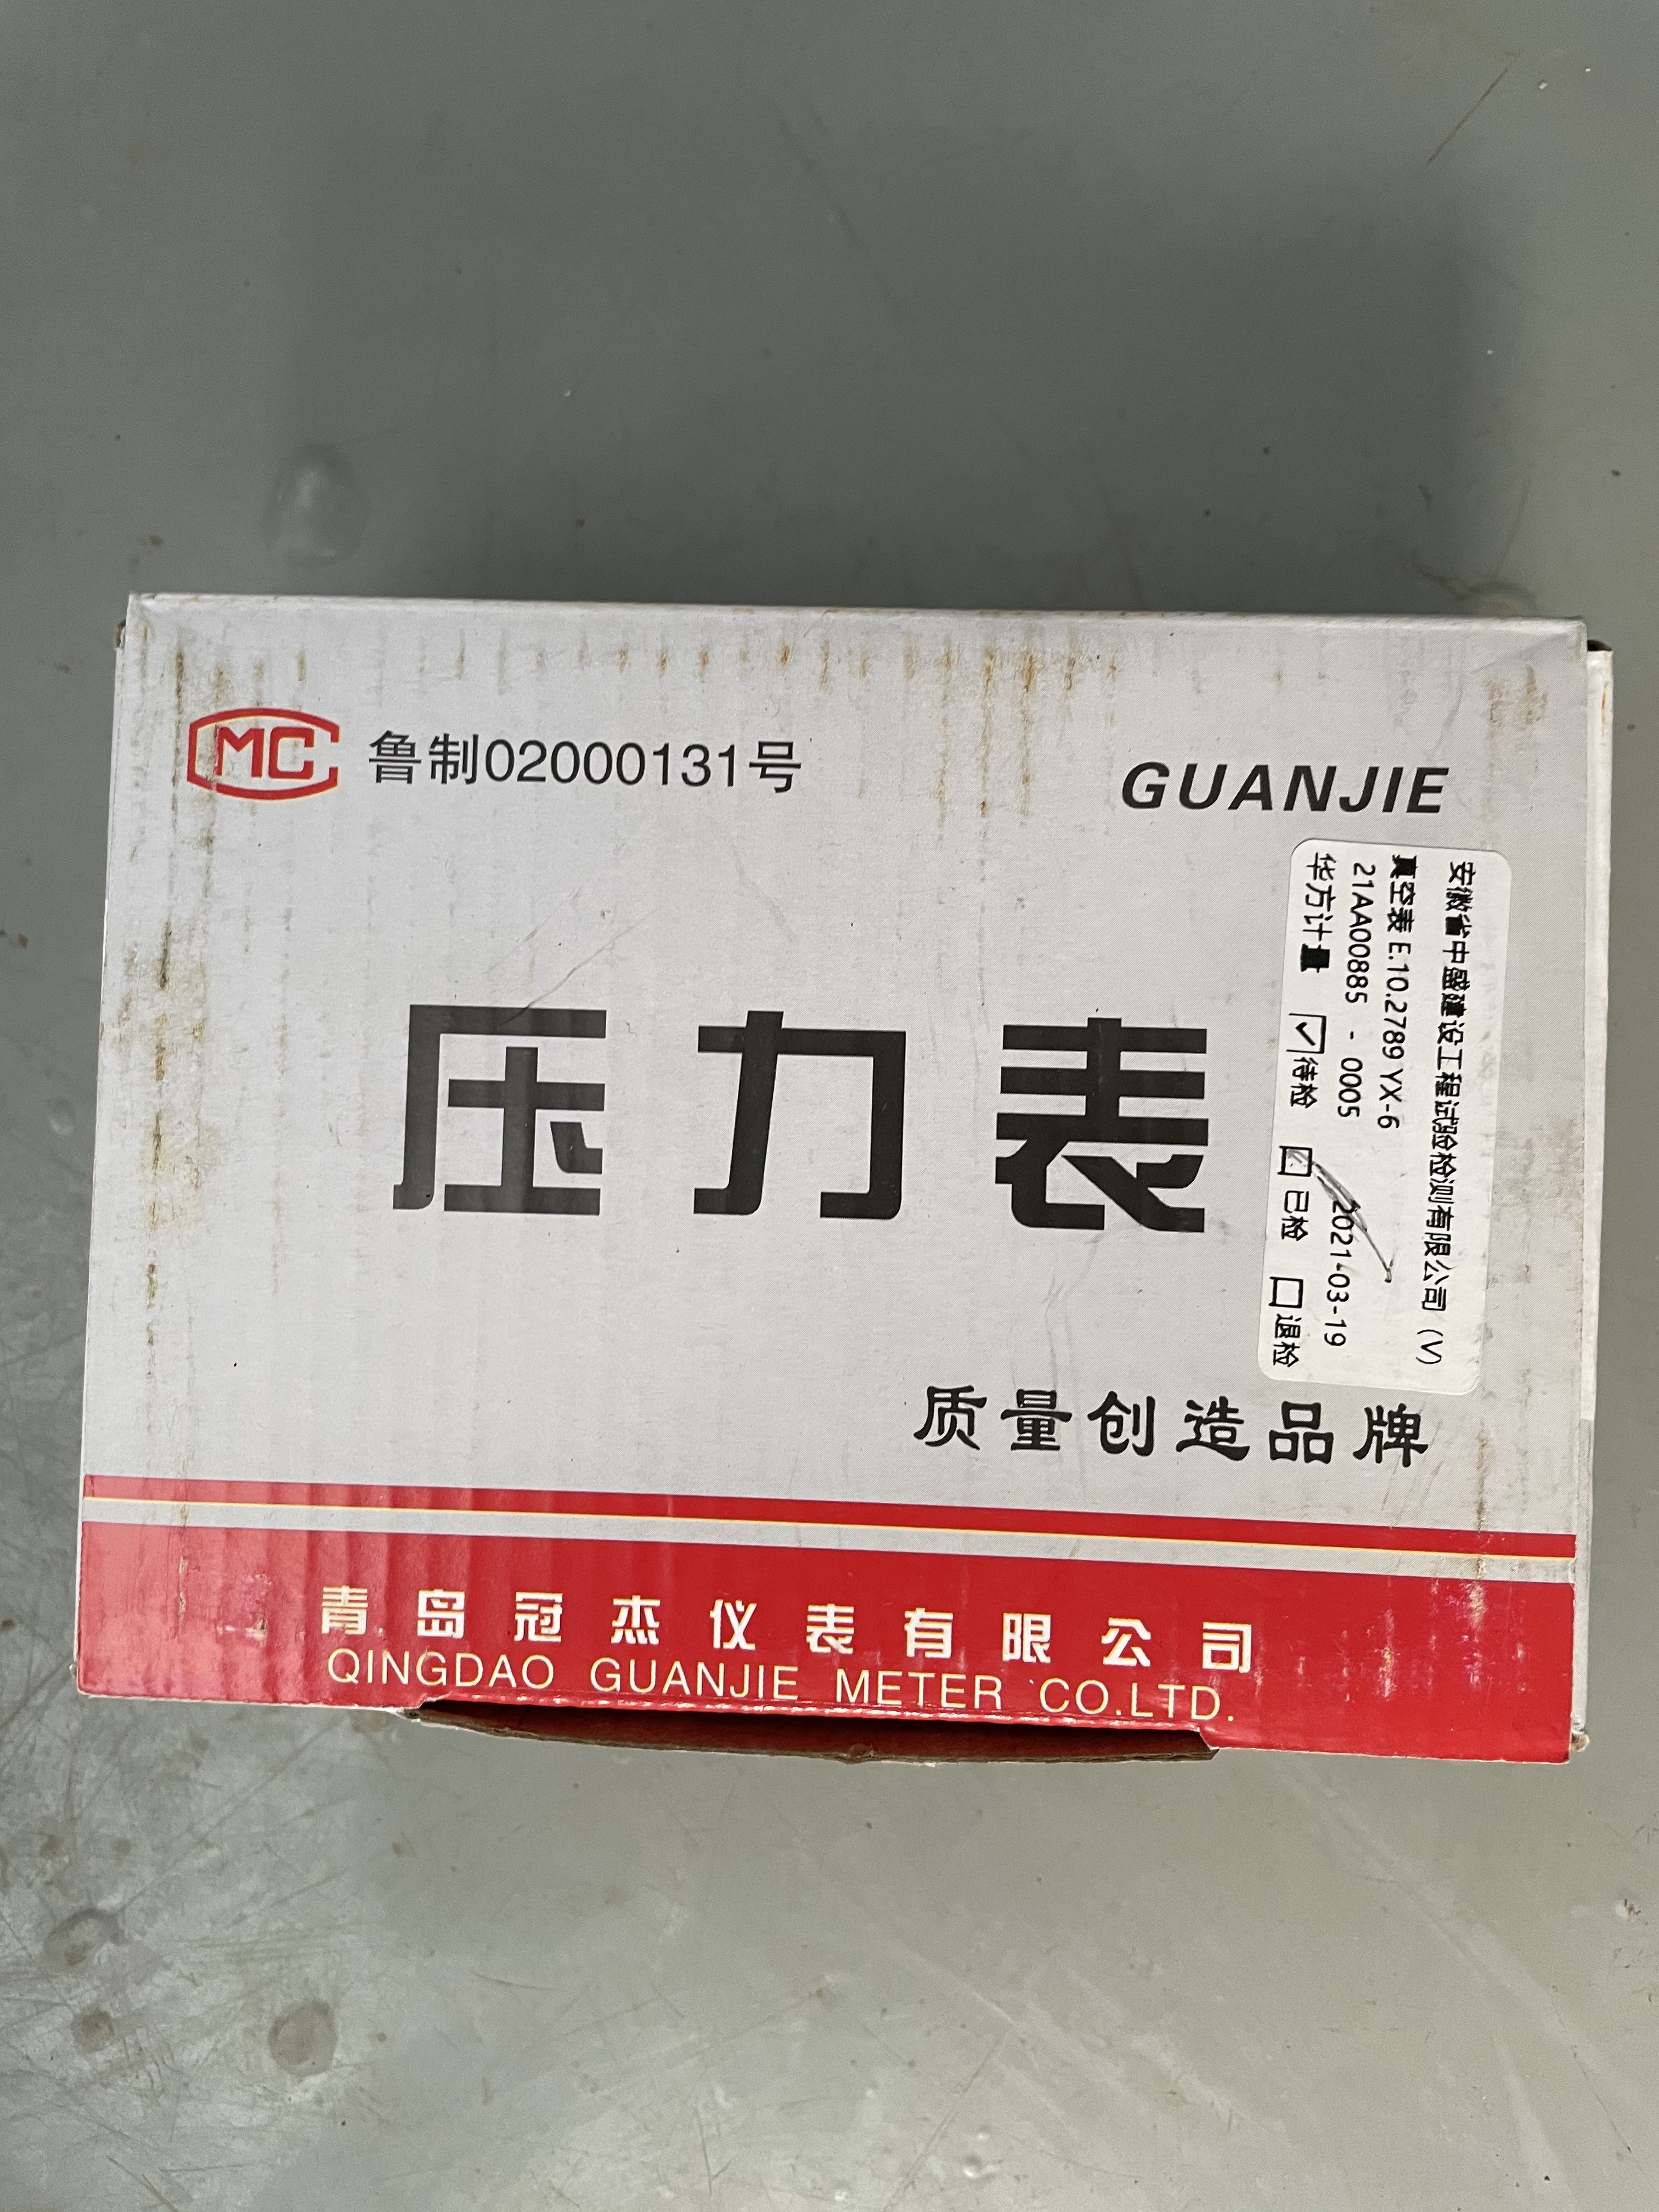 MC 鲁制02000131号
GUANJIE
压力表
安徽省中盛建设工程试验检测有限公司 (V)
真空表 E.10.2789 YX-6
21AA00885 - 0005 2021-03-19
华方计量 ☑待检 ☑已检 □退检
质量创造品牌
青岛冠杰仪表有限公司
QINGDAO GUANJIE METER CO.LTD.